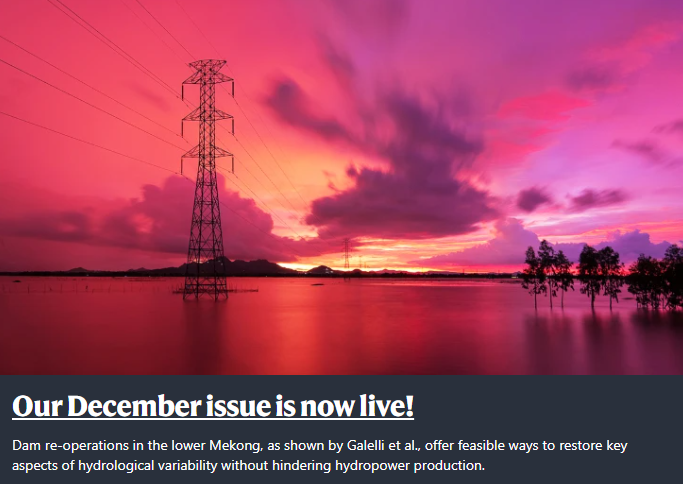 Our December issue is now live!
Dam re-operations in the lower Mekong, as shown by Galelli et al., offer feasible ways to restore key
aspects of hydrological variability without hindering hydropower production.